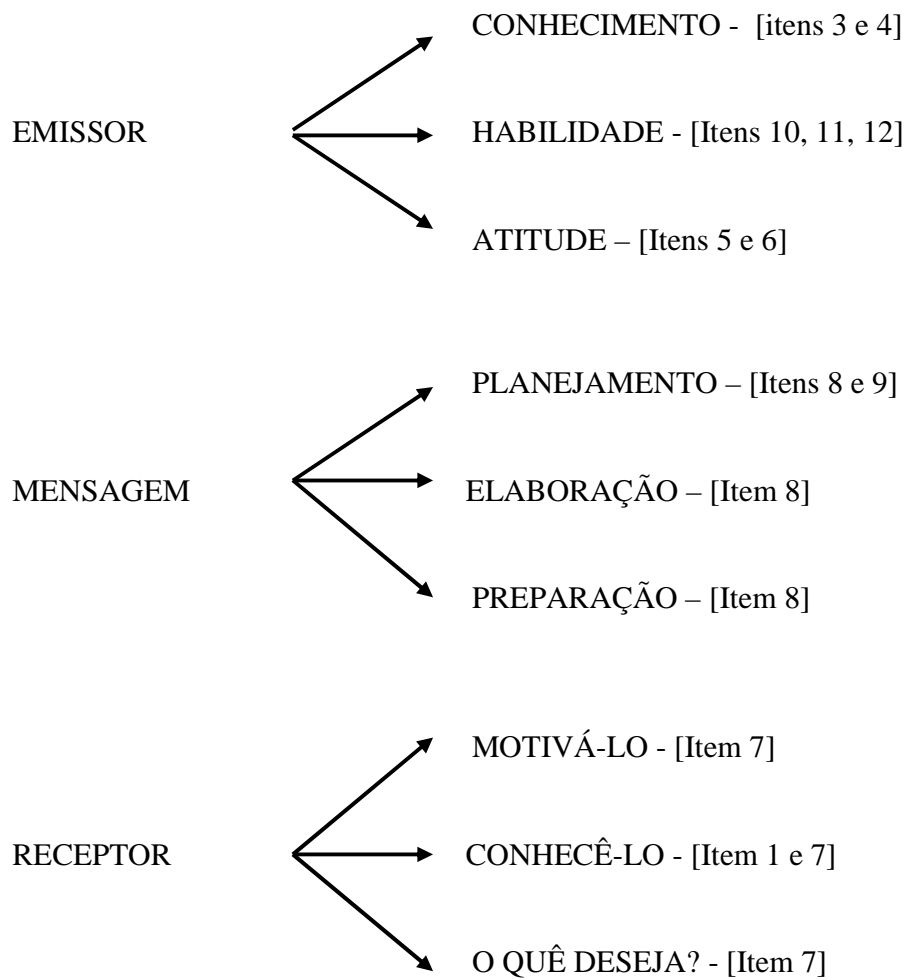 CONHECIMENTO - [itens 3 e 4]
EMISSOR
HABILIDADE - [Itens 10, 11, 12]
ATITUDE – [Itens 5 e 6]
PLANEJAMENTO – [Itens 8 e 9]
MENSAGEM
ELABORAÇÃO – [Item 8]
PREPARAÇÃO – [Item 8]
MOTIVÁ-LO - [Item 7]
RECEPTOR
CONHECÊ-LO - [Item 1 e 7]
O QUÊ DESEJA? - [Item 7]